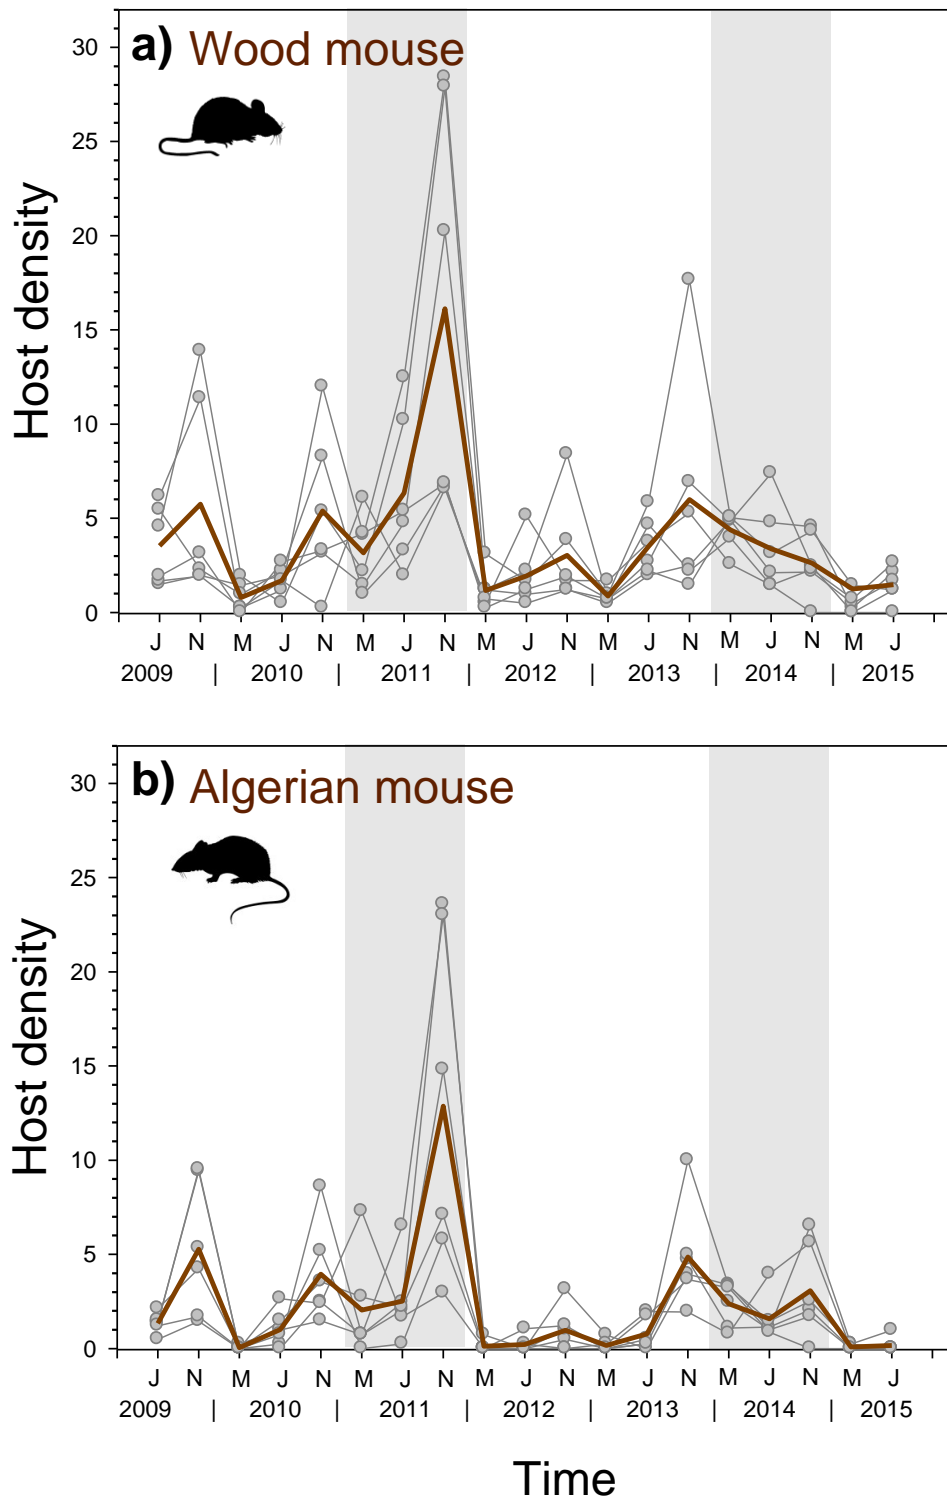 a) Wood mouse
30
25
20
15
10
5
0
Host density
J N M J N M J N M J N M J N M J N M J
2009 | 2010 | 2011 | 2012 | 2013 | 2014 | 2015
b) Algerian mouse
30
25
20
15
10
5
0
Host density
J N M J N M J N M J N M J N M J N M J
2009 | 2010 | 2011 | 2012 | 2013 | 2014 | 2015
Time